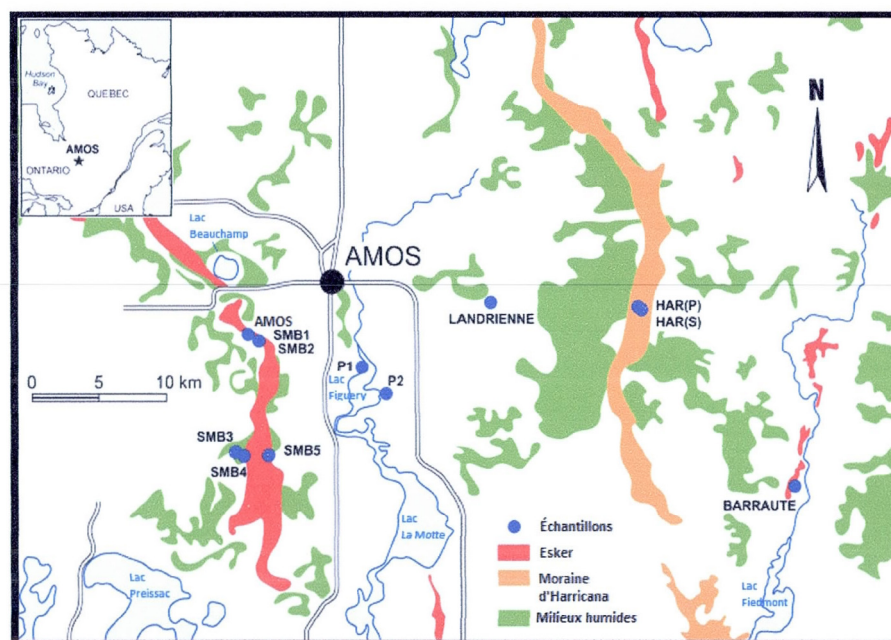 Hudson
Bay
QUEBEC
AMOS
ONTARIO
USA
N
Lac
Beauchamp
AMOS
LANDRIENNE
HAR(P)
HAR(S)
AMOS
SMB1
SMB2
0 5 10 km
P1
P2
Lac
Figuery
SMB3
SMB4
SMB5
BARRAUTE
Lac
La Motte
Lac
Preissac
Lac
Fiedmont
Échantillons
Esker
Moraine
d'Harricana
Milieux humides